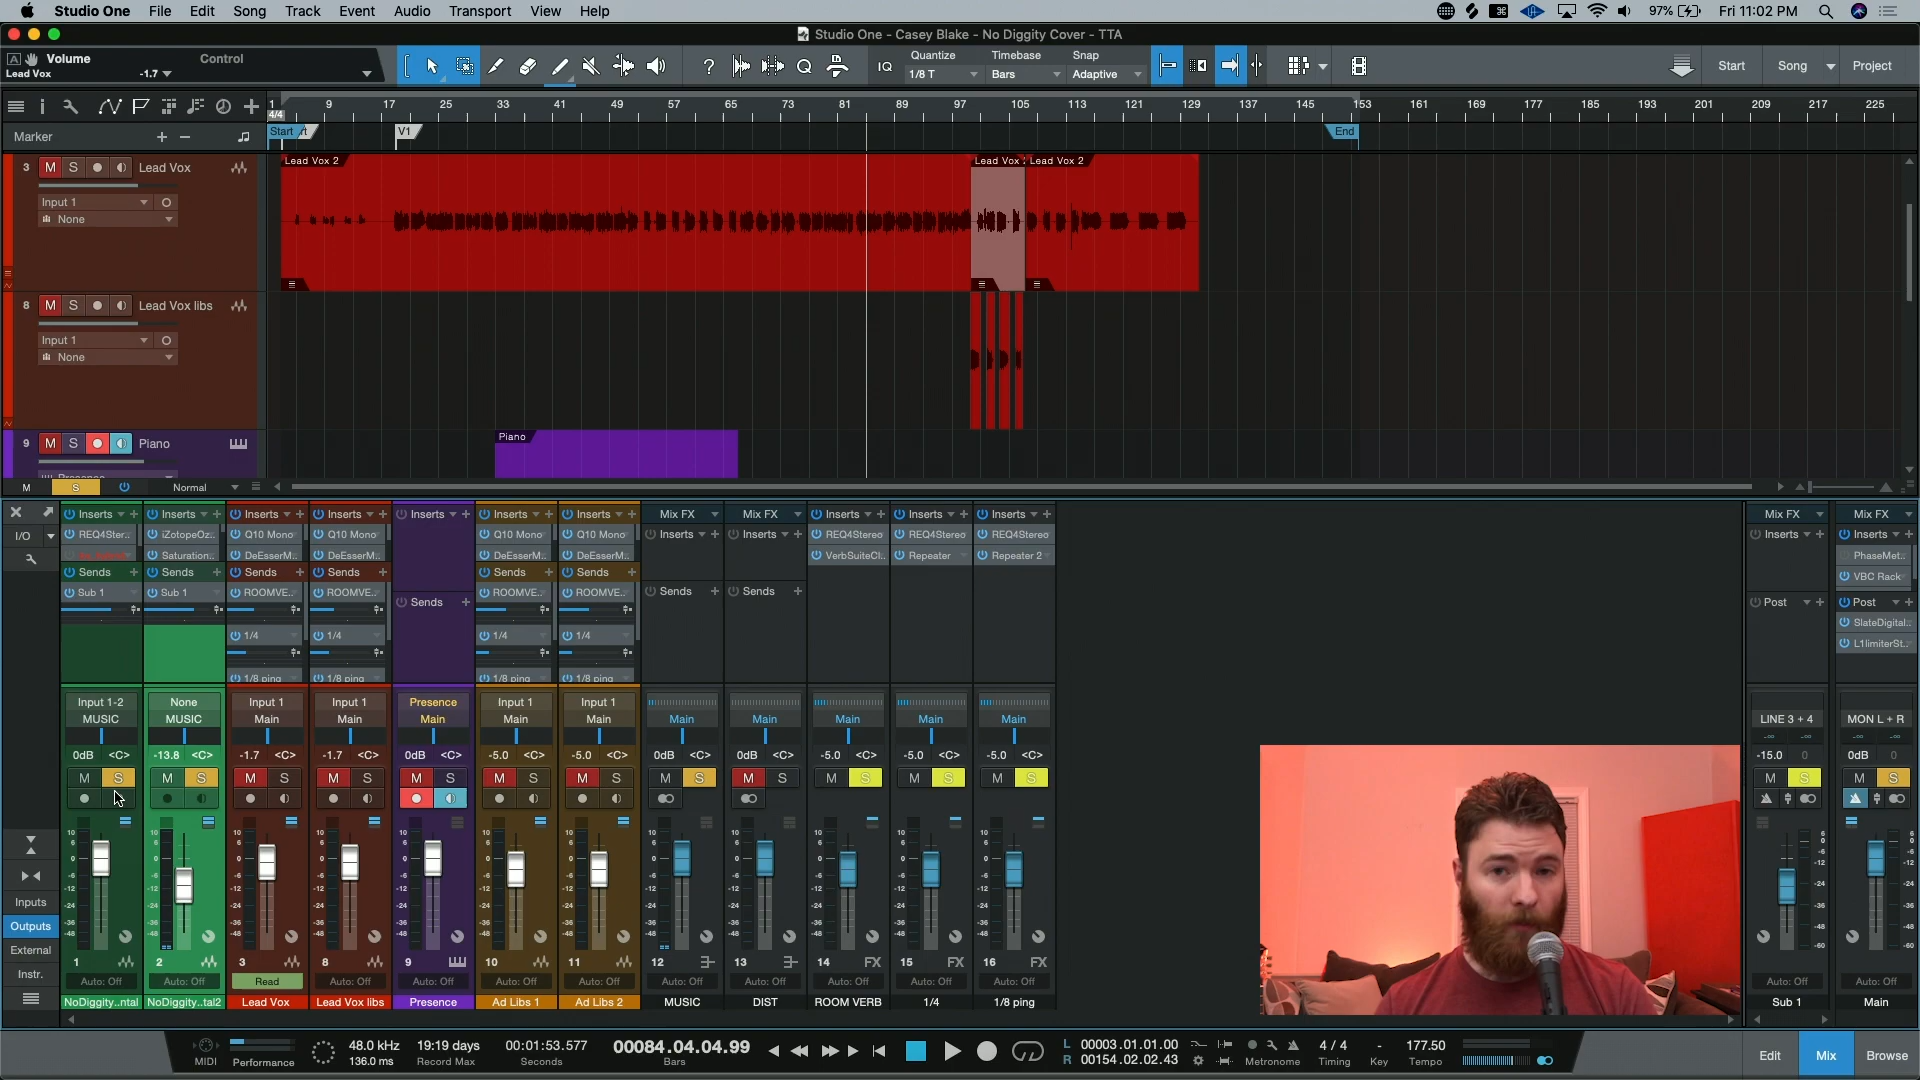 Studio One File Edit Song Track Event Audio Transport View Help 97% Fri 11:02 PM
Studio One - Casey Blake - No Diggity Cover - TTA
A Volume Control
Lead Vox -1.7
Quantize Timebase Snap
IQ 1/8 T Bars Adaptive Start Song Project
1 9 17 25 33 41 49 57 65 73 81 89 97 105 113 121 129 137 145 153 161 169 177 185 193 201 209 217 225
4/4
Marker Start V1 End
3 M S Lead Vox Lead Vox 2 Lead Vox Lead Vox 2
Input 1
None
8 M S Lead Vox libs
Input 1
None
9 M S Piano Piano
M S Normal
Inserts Inserts Inserts Inserts Inserts Inserts Inserts Mix FX Mix FX Inserts Inserts Inserts Mix FX Mix FX
I/O REQ4Ster.. iZotopeOz.. Q10 Mono Q10 Mono Q10 Mono Q10 Mono Inserts Inserts REQ4Stereo REQ4Stereo REQ4Stereo Inserts Inserts
Saturation.. DeEsserM.. DeEsserM.. DeEsserM.. DeEsserM.. VerbSuiteCl.. Repeater Repeater 2 PhaseMet..
Sends Sends Sends Sends Sends Sends VBC Rack
Sub 1 Sub 1 ROOMVE.. ROOMVE.. Sends ROOMVE.. ROOMVE.. Sends Sends Post Post
SlateDigital..
1/4 1/4 1/4 1/4 L1limiterSt..
1/8 ping 1/8 ping 1/8 ping 1/8 ping
Input 1-2 None Input 1 Input 1 Presence Input 1 Input 1
MUSIC MUSIC Main Main Main Main Main Main Main Main Main Main LINE 3 + 4 MON L + R
-∞ -∞ -∞ -∞
0dB <C> -13.8 <C> -1.7 <C> -1.7 <C> 0dB <C> -5.0 <C> -5.0 <C> 0dB <C> 0dB <C> -5.0 <C> -5.0 <C> -5.0 <C> -15.0 0 0dB 0
M S M S M S M S M S M S M S M S M S M S M S M S M S M S
10
6
0
-6
-12
-24
-36
-48
Inputs
Outputs
External
Instr.
1 2 3 8 9 10 11 12 13 14 FX 15 FX 16 FX
Auto: Off Auto: Off Read Auto: Off Auto: Off Auto: Off Auto: Off Auto: Off Auto: Off Auto: Off Auto: Off Auto: Off Auto: Off Auto: Off
NoDiggity..ntal NoDiggity..tal2 Lead Vox Lead Vox libs Presence Ad Libs 1 Ad Libs 2 MUSIC DIST ROOM VERB 1/4 1/8 ping Sub 1 Main
48.0 kHz 19:19 days 00:01:53.577 00084.04.04.99 L 00003.01.01.00 4 / 4 - 177.50
MIDI Performance 136.0 ms Record Max Seconds Bars R 00154.02.02.43 Metronome Timing Key Tempo Edit Mix Browse